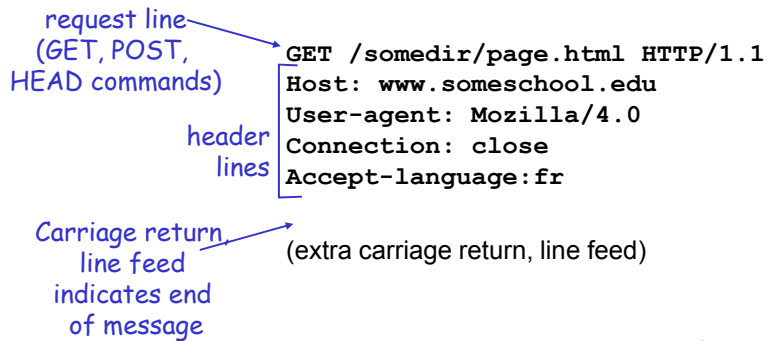 request line
(GET, POST,
HEAD commands)
GET /somedir/page.html HTTP/1.1
Host: www.someschool.edu
User-agent: Mozilla/4.0
Connection: close
Accept-language:fr
header
lines
Carriage return,
line feed
indicates end
of message
(extra carriage return, line feed)